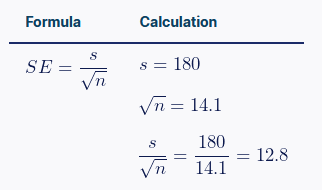 Formula Calculation
SE = s/√n
s = 180
√n = 14.1
s/√n = 180/14.1 = 12.8